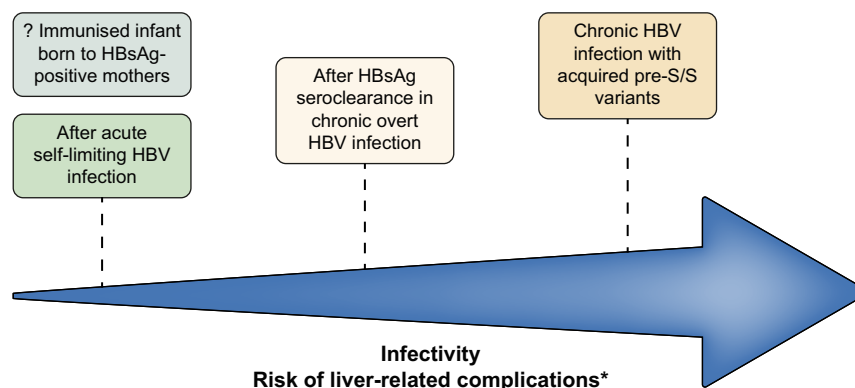 ? Immunised infant
born to HBsAg-
positive mothers
After acute
self-limiting HBV
infection
After HBsAg
seroclearance in
chronic overt
HBV infection
Chronic HBV
infection with
acquired pre-S/S
variants
Infectivity
Risk of liver-related complications*